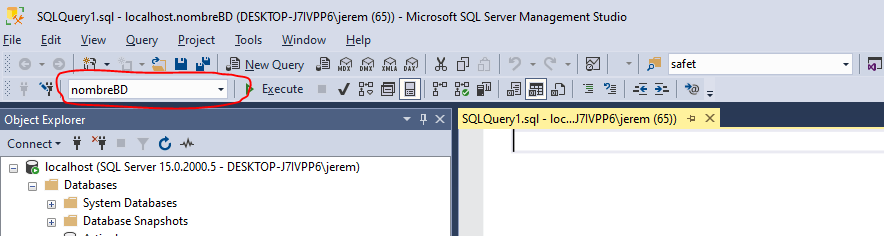 SQLQuery1.sql - localhost.nombreBD (DESKTOP-J7IVPP6\jerem (65)) - Microsoft SQL Server Management Studio
File Edit View Query Project Tools Window Help
New Query MDX DMX XMLA DAX safet
nombreBD Execute
Object Explorer SQLQuery1.sql - loc...J7IVPP6\jerem (65))
Connect
localhost (SQL Server 15.0.2000.5 - DESKTOP-J7IVPP6\jerem)
Databases
System Databases
Database Snapshots